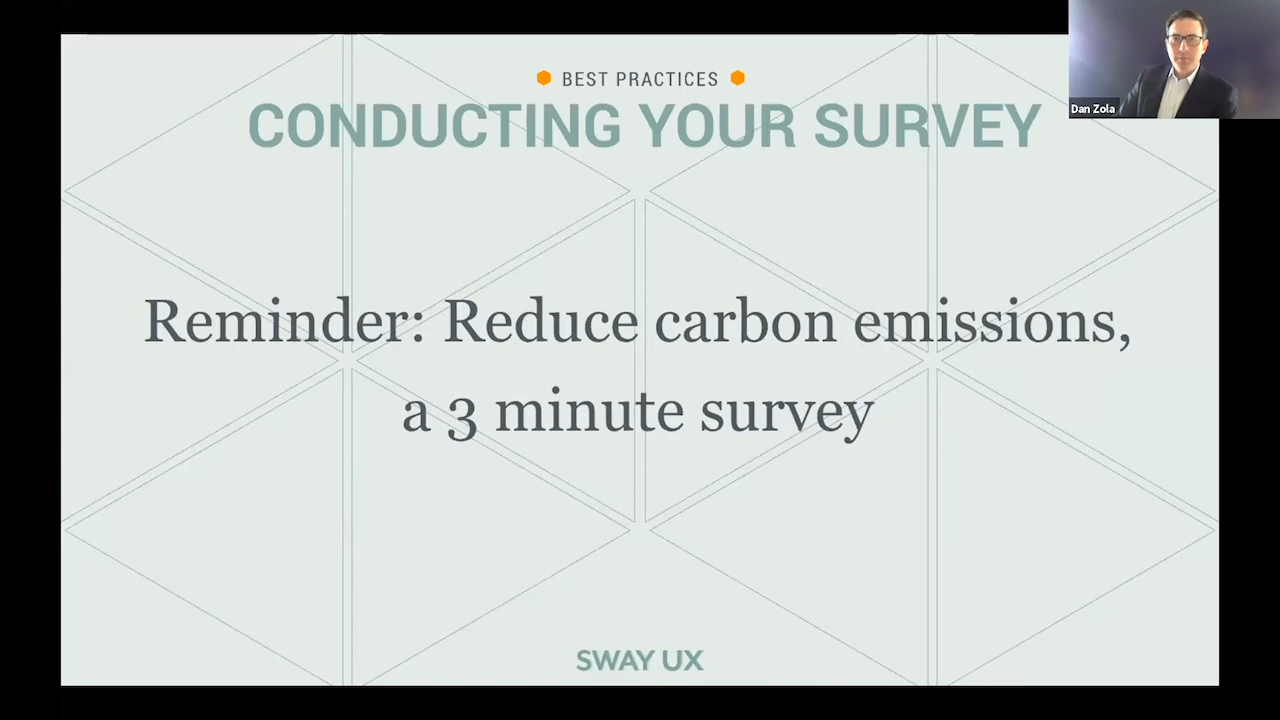 BEST PRACTICES
CONDUCTING YOUR SURVEY
Dan Zola
Reminder: Reduce carbon emissions,
a 3 minute survey
SWAY UX